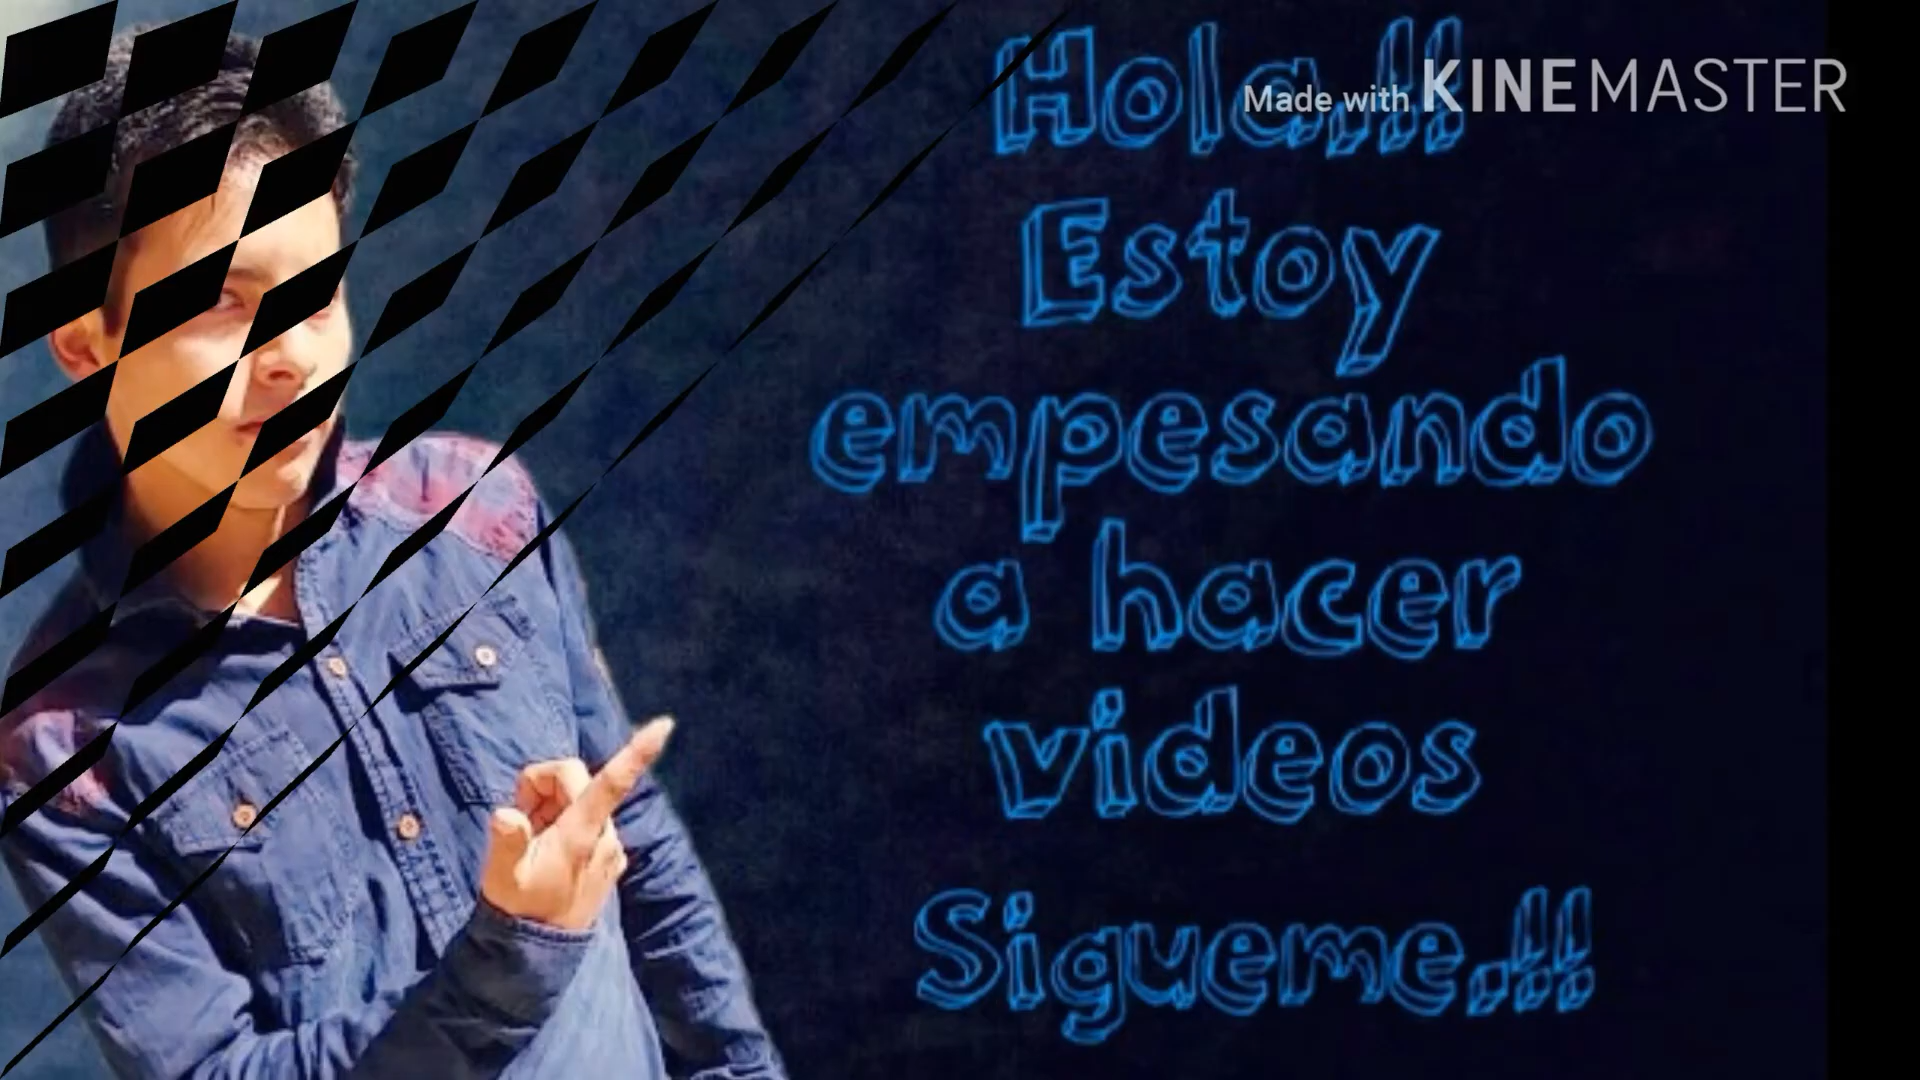 Hola,!!
Made with KINEMASTER
Estoy
empesando
a hacer
videos
Sigueme,!!